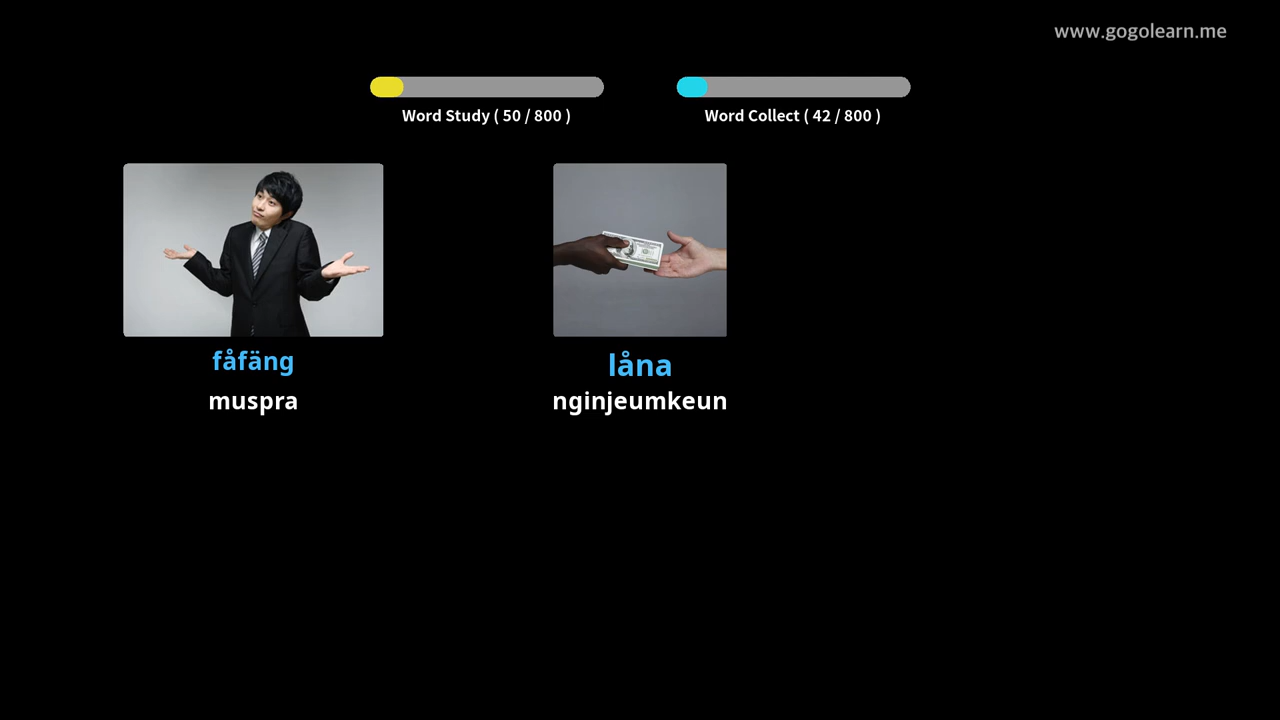 www.gogolearn.me
Word Study ( 50 / 800 )
Word Collect ( 42 / 800 )
fåfäng
muspra
låna
nginjeumkeun